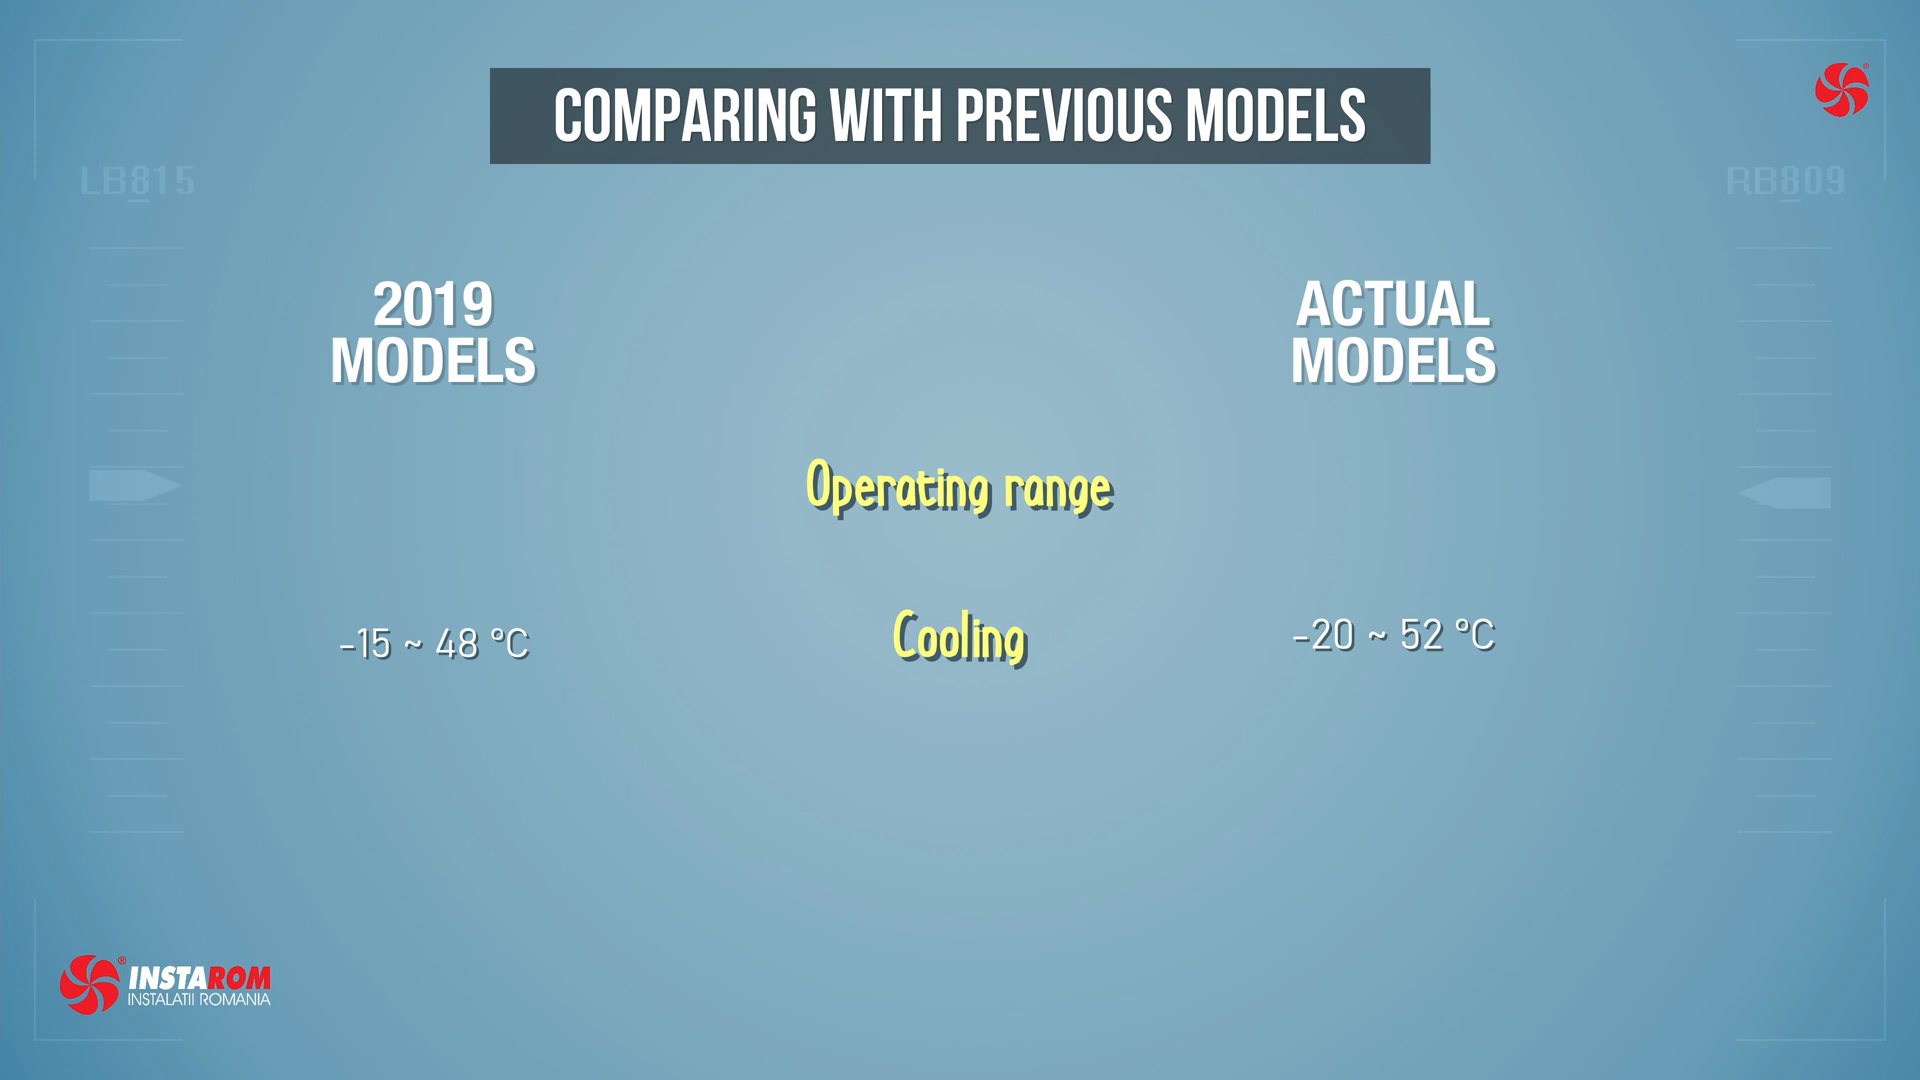 COMPARING WITH PREVIOUS MODELS
LB815
RB809
2019
MODELS
ACTUAL
MODELS
Operating range
-15 ~ 48 °C
Cooling
-20 ~ 52 °C
INSTAROM
INSTALATII ROMANIA